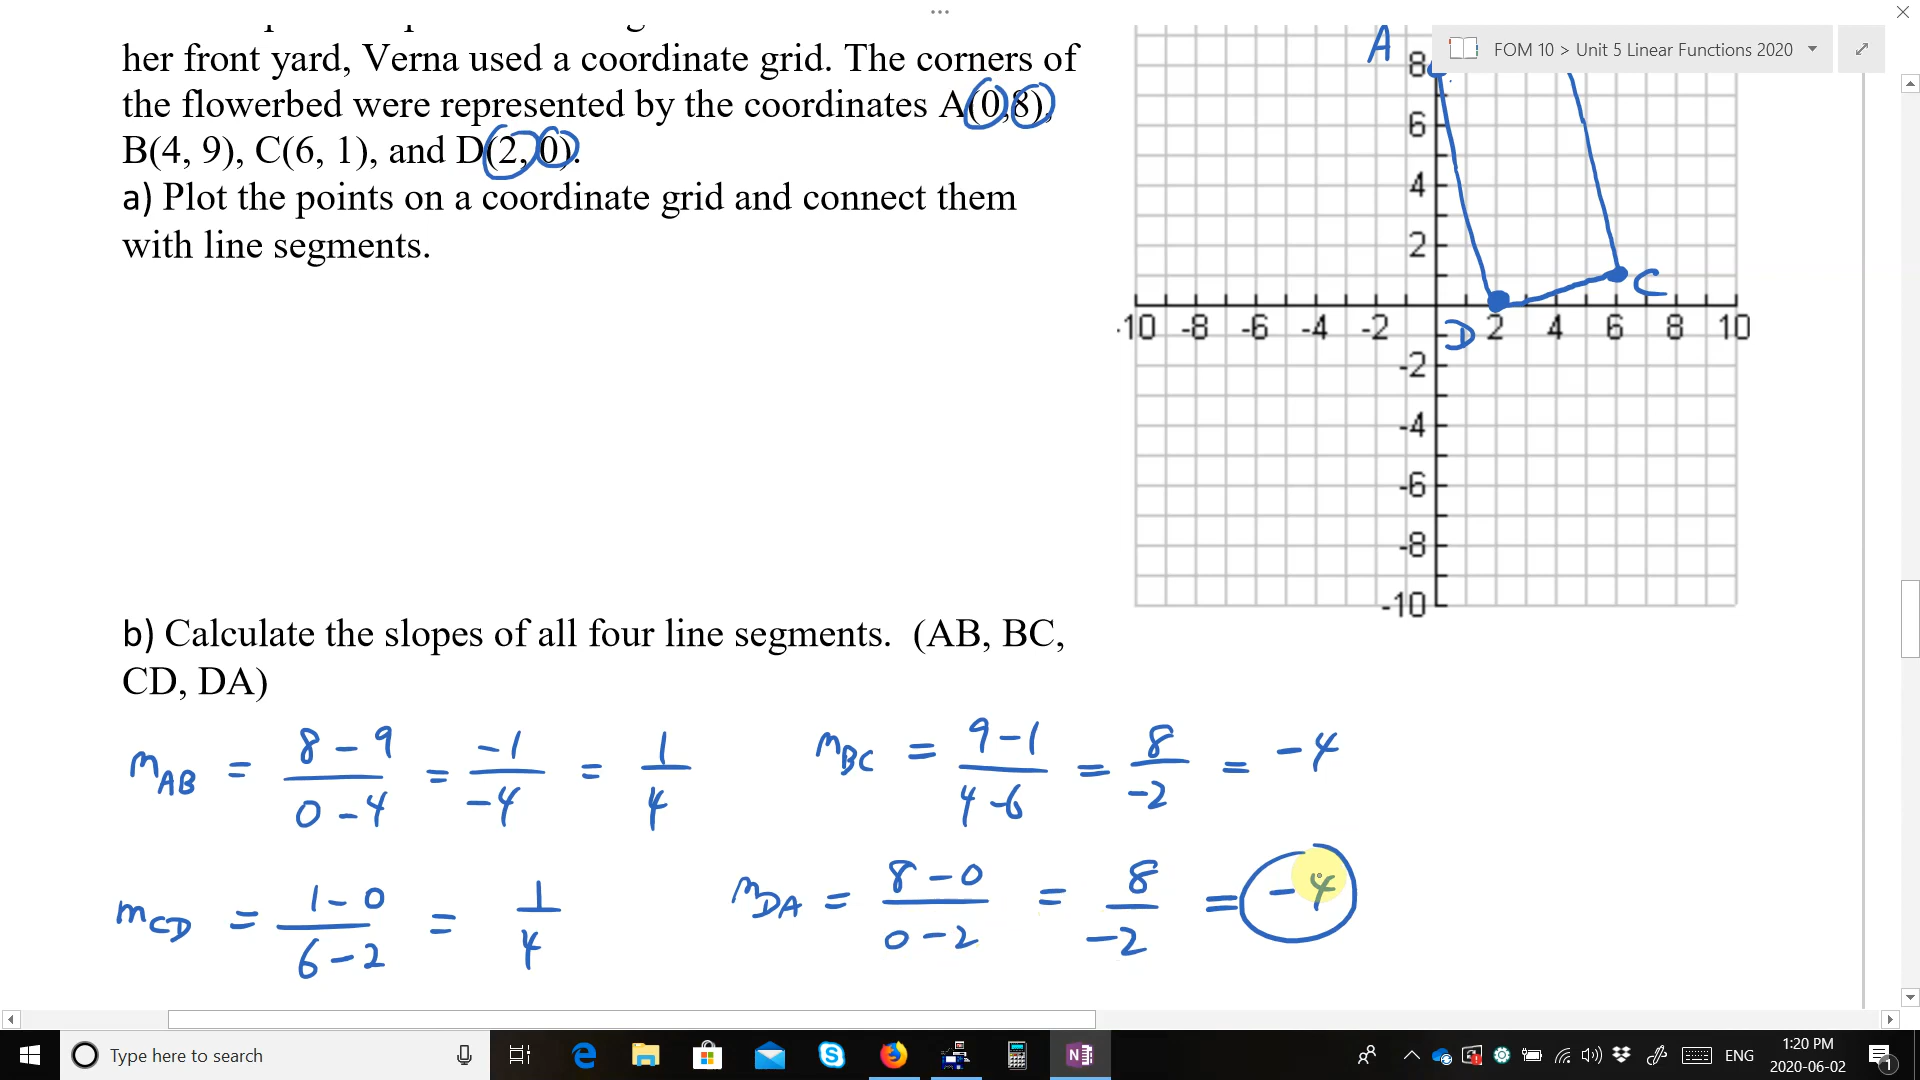 her front yard, Verna used a coordinate grid. The corners of
the flowerbed were represented by the coordinates A(0,8),
B(4, 9), C(6, 1), and D(2, 0).
a) Plot the points on a coordinate grid and connect them
with line segments.
FOM 10 > Unit 5 Linear Functions 2020
A
8
6
4
2
-10 -8 -6 -4 -2 2 4 6 8 10
C
D
-2
-4
-6
-8
-10
b) Calculate the slopes of all four line segments. (AB, BC,
CD, DA)
mAB = 8 - 9 / 0 - 4 = -1 / -4 = 1 / 4
mBC = 9 - 1 / 4 - 6 = 8 / -2 = -4
mCD = 1 - 0 / 6 - 2 = 1 / 4
mDA = 8 - 0 / 0 - 2 = 8 / -2 = -4
Type here to search
ENG
1:20 PM
2020-06-02
1